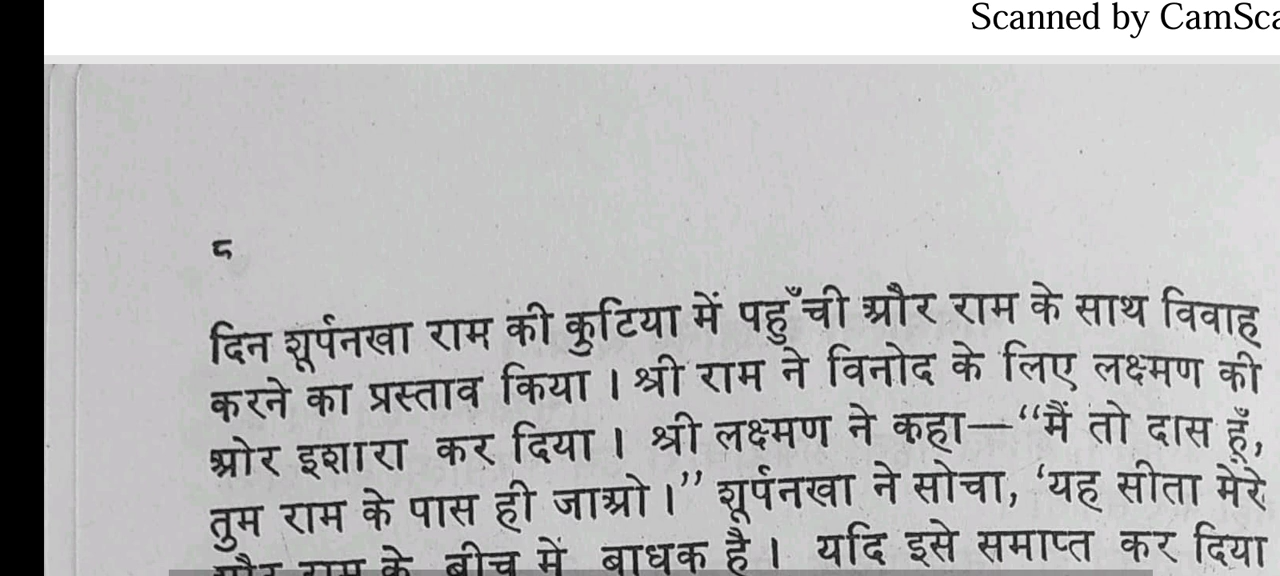 Scanned by CamSca
८
दिन शूर्पनखा राम की कुटिया में पहुँची और राम के साथ विवाह
करने का प्रस्ताव किया । श्री राम ने विनोद के लिए लक्ष्मण की
ओर इशारा कर दिया । श्री लक्ष्मण ने कहा—“मैं तो दास हूँ,
तुम राम के पास ही जाओ ।” शूर्पनखा ने सोचा, ‘यह सीता मेरे
और राम के बीच में बाधक है । यदि इसे समाप्त कर दिया